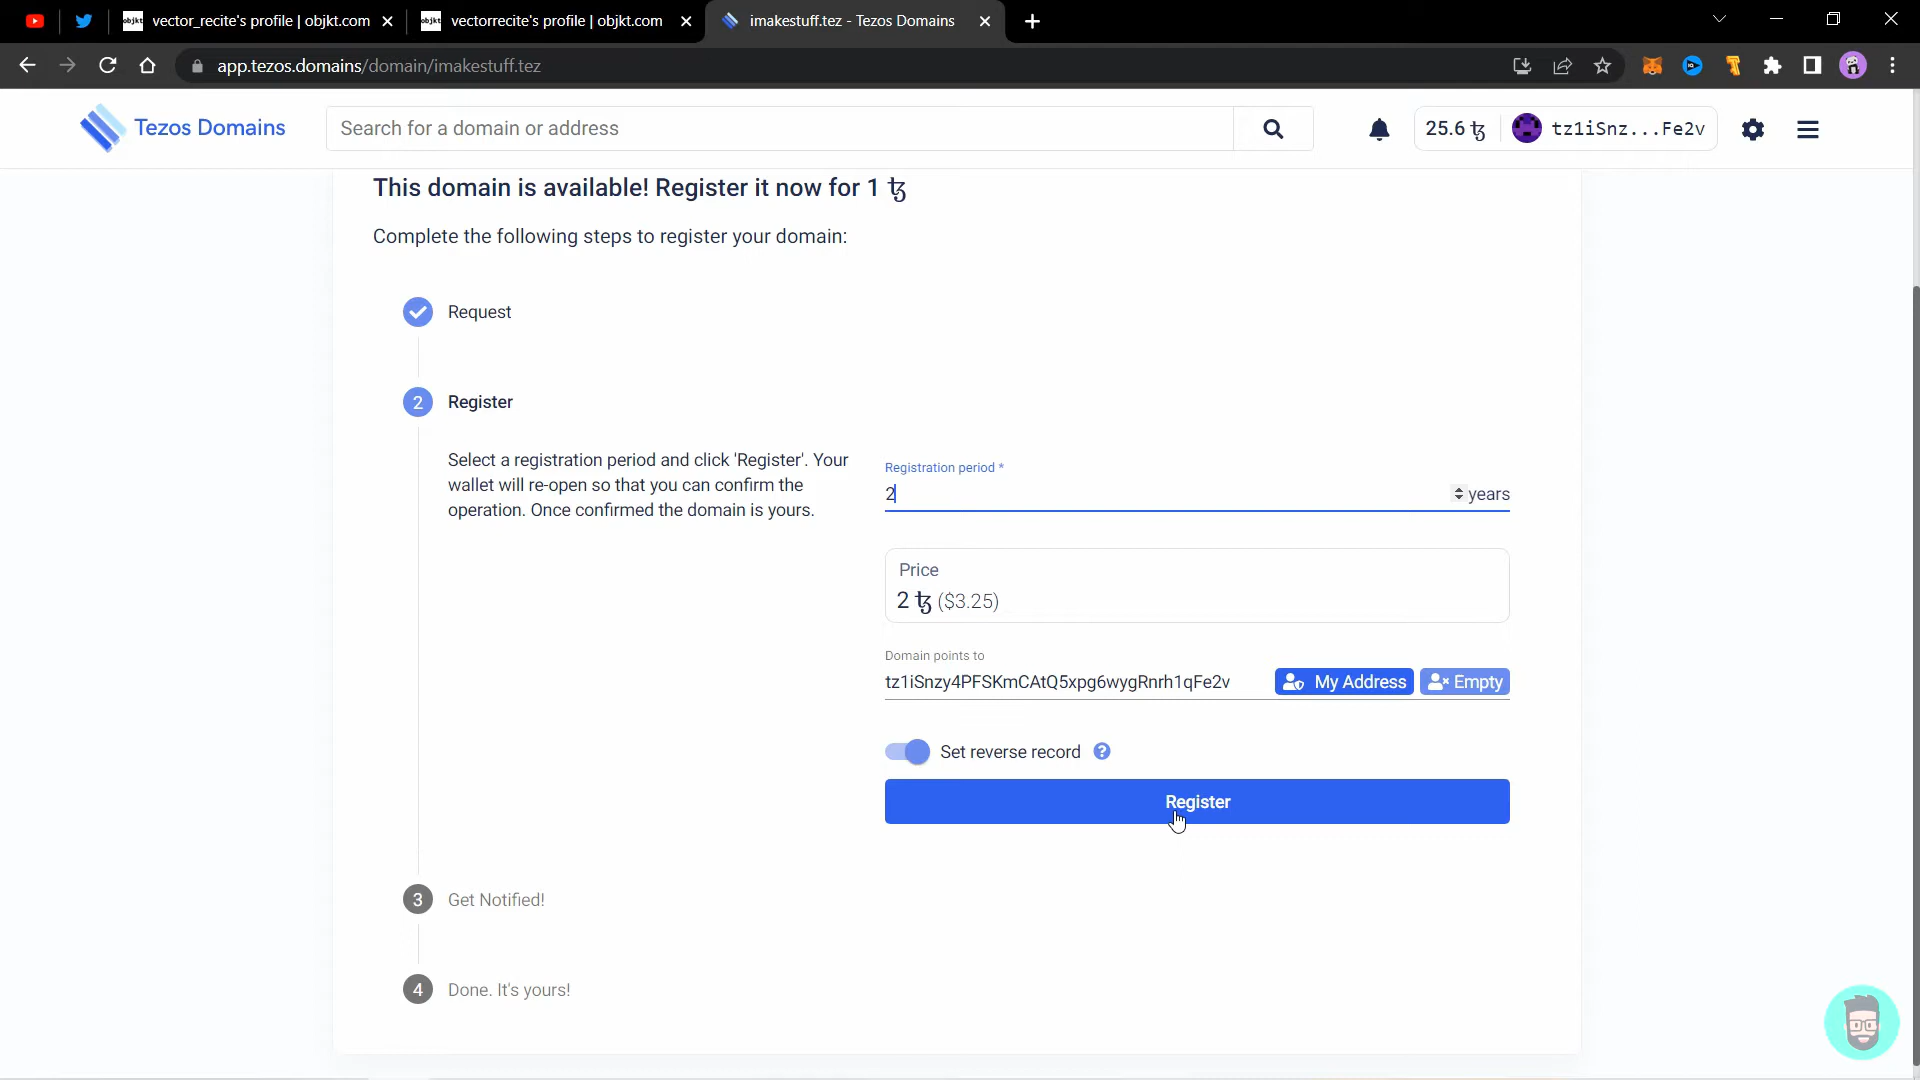 vector_recite's profile | objkt.com
vectorrecite's profile | objkt.com
imakestuff.tez - Tezos Domains
app.tezos.domains/domain/imakestuff.tez
Tezos Domains
Search for a domain or address
25.6 ꜩ
tz1iSnz...Fe2v
This domain is available! Register it now for 1 ꜩ
Complete the following steps to register your domain:
Request
2 Register
Select a registration period and click 'Register'. Your
wallet will re-open so that you can confirm the
operation. Once confirmed the domain is yours.
Registration period *
2 years
Price
2 ꜩ ($3.25)
Domain points to
tz1iSnzy4PFSKmCAtQ5xpg6wygRnrh1qFe2v My Address Empty
Set reverse record ?
Register
3 Get Notified!
4 Done. It's yours!